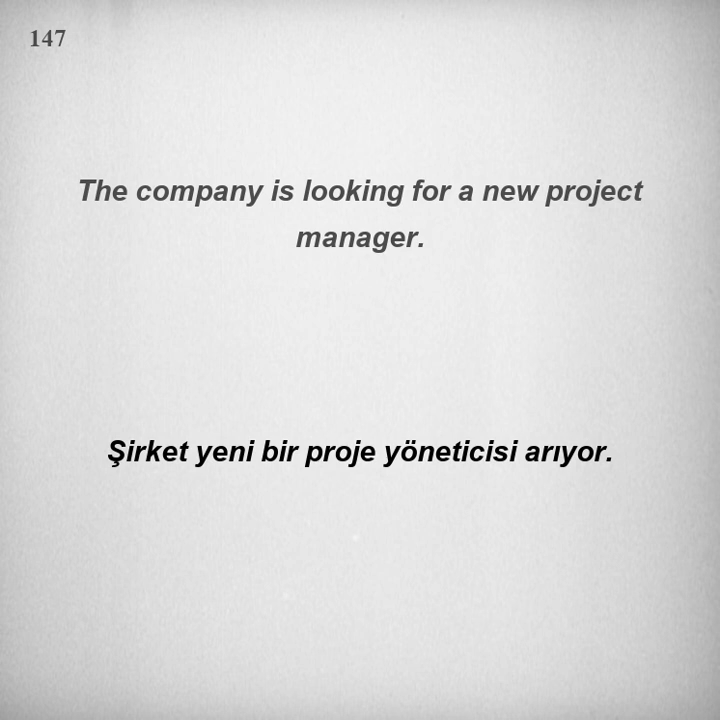 147
The company is looking for a new project
manager.
Şirket yeni bir proje yöneticisi arıyor.